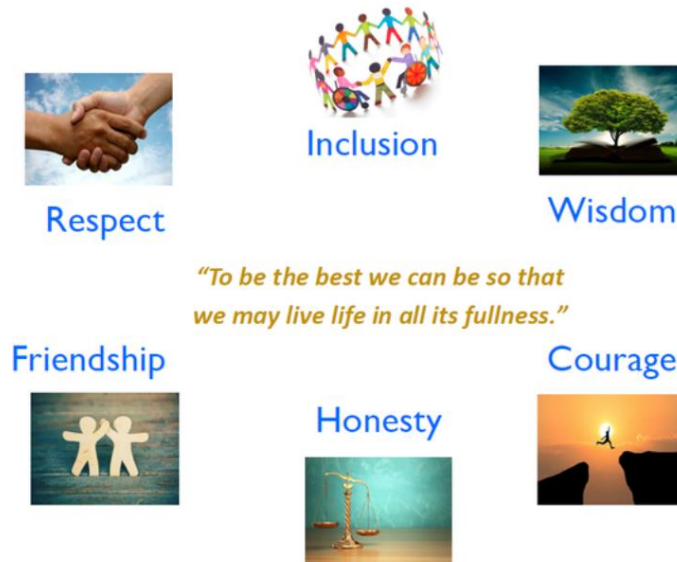 Inclusion
Respect
Wisdom
“To be the best we can be so that
we may live life in all its fullness.”
Friendship
Courage
Honesty